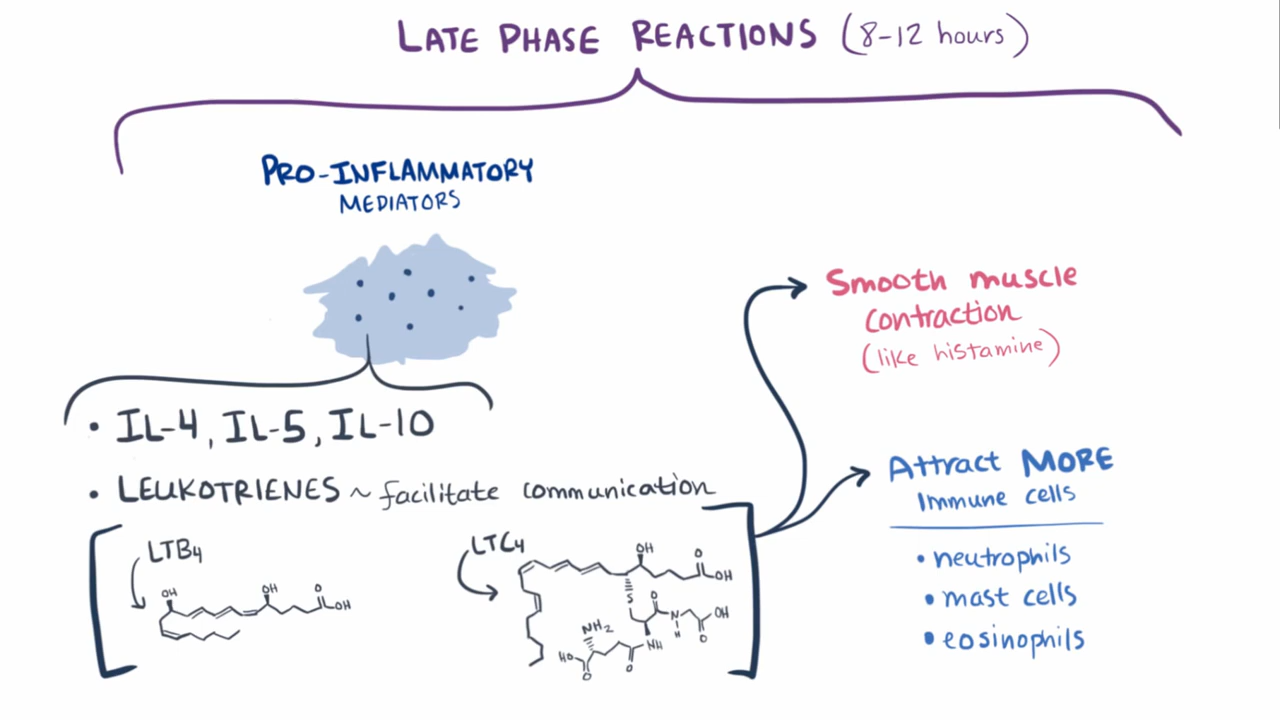 LATE PHASE REACTIONS (8-12 hours)
PRO-INFLAMMATORY
MEDIATORS
• IL-4, IL-5, IL-10
• LEUKOTRIENES ~ facilitate communication
LTB4
OH
OH
O
OH
LTC4
OH
O
OH
S
O
N
H
O
OH
NH
O
NH2
HO
O
Smooth muscle
contraction
(like histamine)
Attract MORE
Immune cells
• neutrophils
• mast cells
• eosinophils